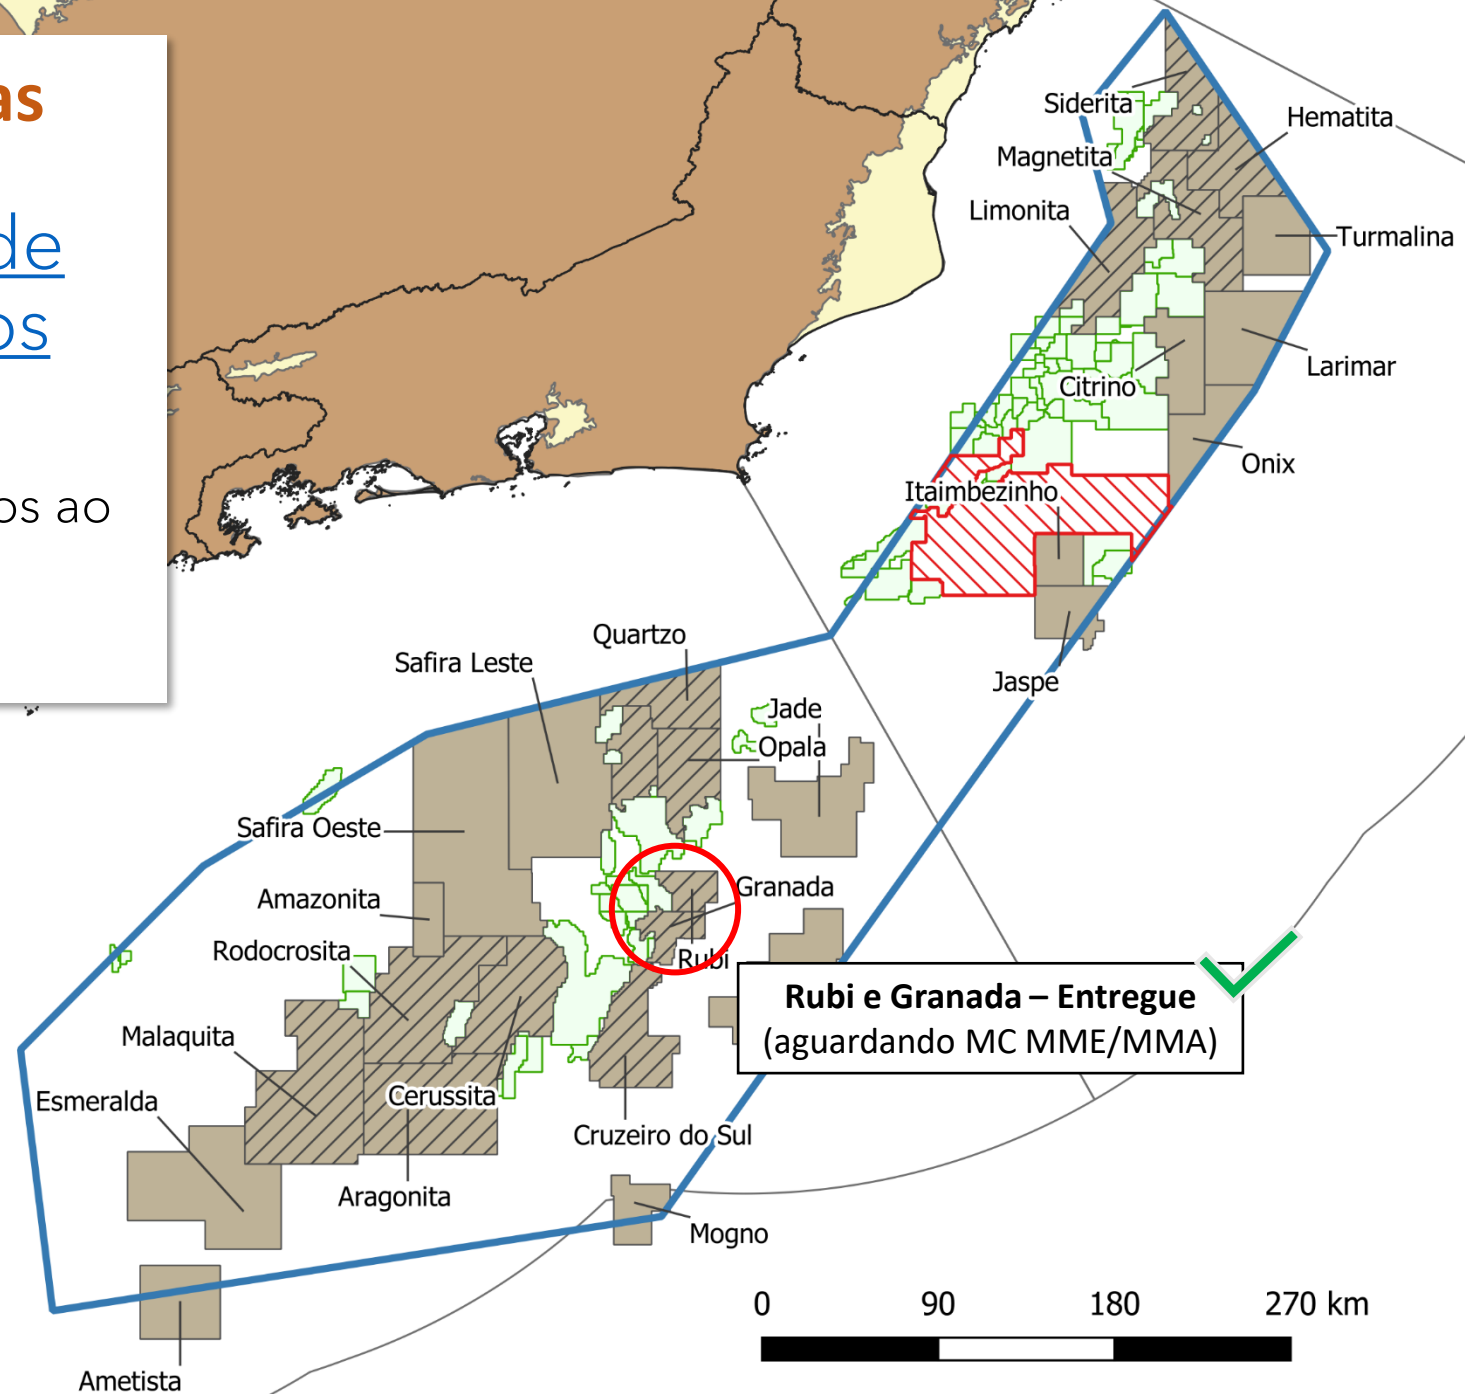 as
de
os
os ao
Siderita
Hematita
Magnetita
Limonita
Turmalina
Larimar
Citrino
Onix
Itaimbezinho
Jaspe
Quartzo
Safira Leste
Jade
Opala
Safira Oeste
Granada
Amazonita
Rodocrosita
Rubi
Rubi e Granada – Entregue
(aguardando MC MME/MMA)
Malaquita
Esmeralda
Cerussita
Cruzeiro do Sul
Aragonita
Mogno
0 90 180 270 km
Ametista